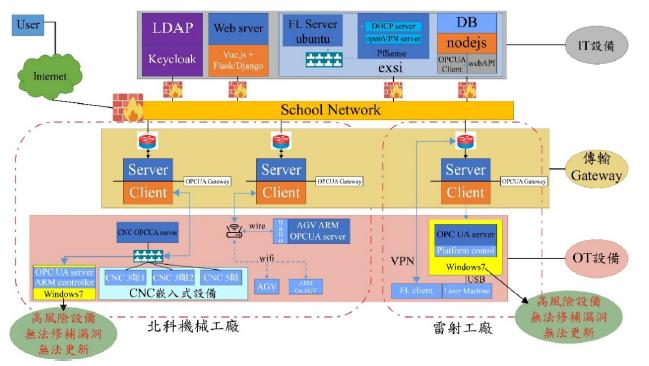 User
Internet
LDAP
Keycloak
Web srver
Vue.js +
Flask/Django
FL Server
ubuntu
DHCP server
openVPN server
PfSense
exsi
DB
nodejs
OPCUA
Client
webAPI
IT設備
School Network
Server
Client
OPCUA Gateway
Server
Client
OPCUA Gateway
Server
Client
OPCUA Gateway
傳輸
Gateway
CNC OPCUA server
OPC UA server
ARM controller
Windows7
CNC 3軸1
CNC 3軸2
CNC 5軸
CNC嵌入式設備
wire
wifi
nano
AGV ARM
OPCUA server
AGV
ARM
On AGV
VPN
OPC UA server
Platform contol
Windows7
USB
FL client
Laser Machine
OT設備
高風險設備
無法修補漏洞
無法更新
北科機械工廠
雷射工廠
高風險設備
無法修補漏洞
無法更新